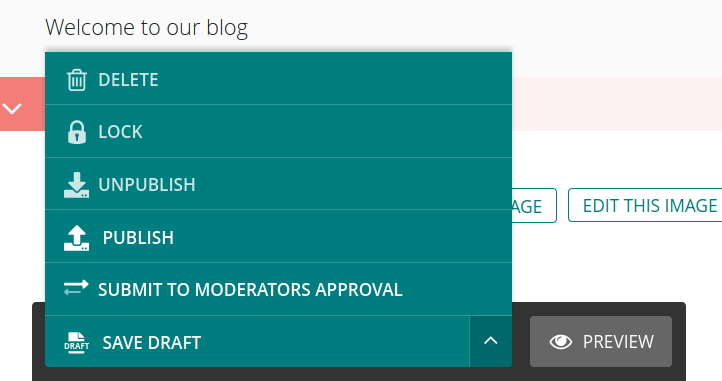 Welcome to our blog
DELETE
LOCK
UNPUBLISH
AGE
EDIT THIS IMAGE
PUBLISH
SUBMIT TO MODERATORS APPROVAL
DRAFT
SAVE DRAFT
PREVIEW